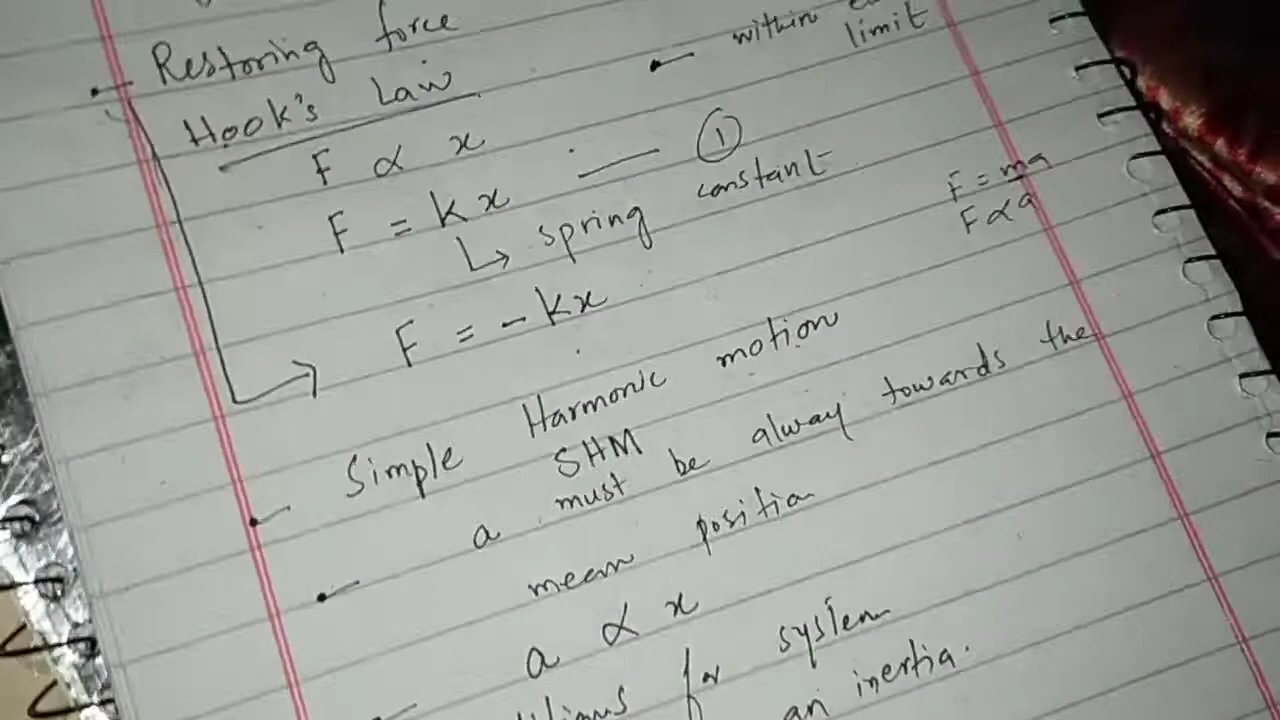 Restoring force
Hook's Law
within
limit
F ∝ x
F = kx —— ①
↳ spring constant
F = ma
F ∝ a
F = - kx
Simple Harmonic motion
SHM
a must be alway towards the
mean position
a ∝ x
for system
an inertia.